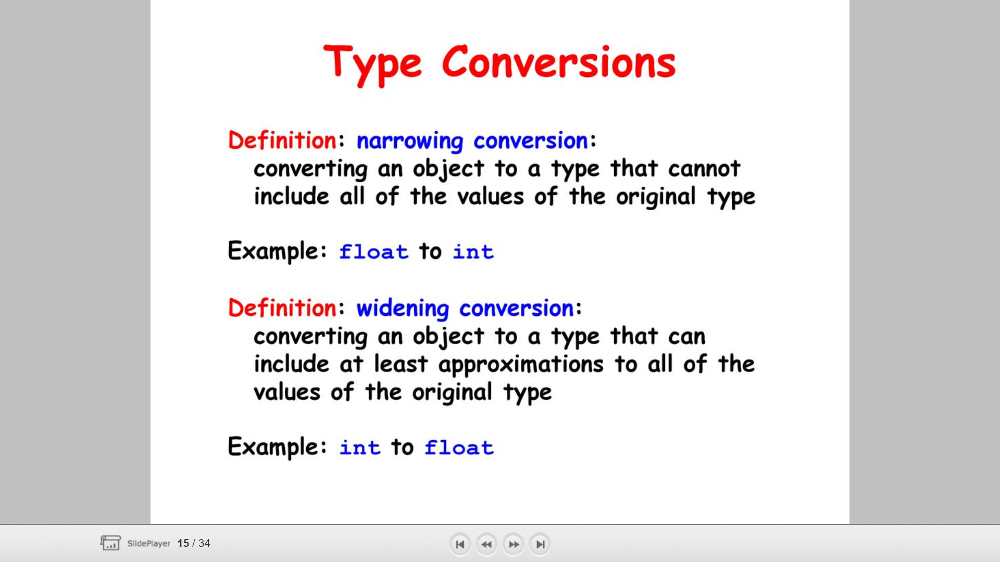 Type Conversions
Definition: narrowing conversion:
converting an object to a type that cannot
include all of the values of the original type
Example: float to int
Definition: widening conversion:
converting an object to a type that can
include at least approximations to all of the
values of the original type
Example: int to float
SlidePlayer 15 / 34